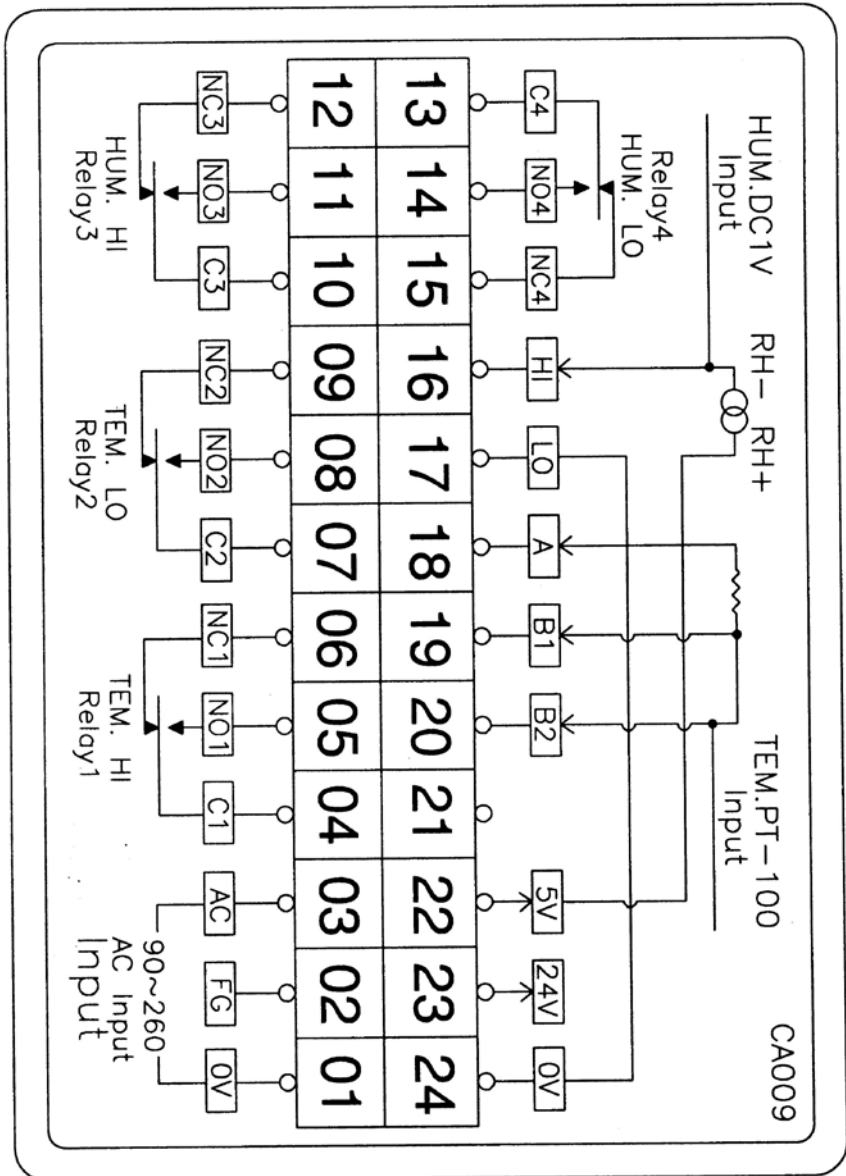 HUM.DC1V RH- RH+ TEM.PT-100 CA009
Input Input
Relay4
HUM. LO
C4 NO4 NC4 HI LO A B1 B2 5V 24V 0V
13 14 15 16 17 18 19 20 21 22 23 24
12 11 10 09 08 07 06 05 04 03 02 01
NC3 NO3 C3 NC2 NO2 C2 NC1 NO1 C1 AC FG 0V
90~260
HUM. HI TEM. LO TEM. HI AC Input
Relay3 Relay2 Relay1 Input